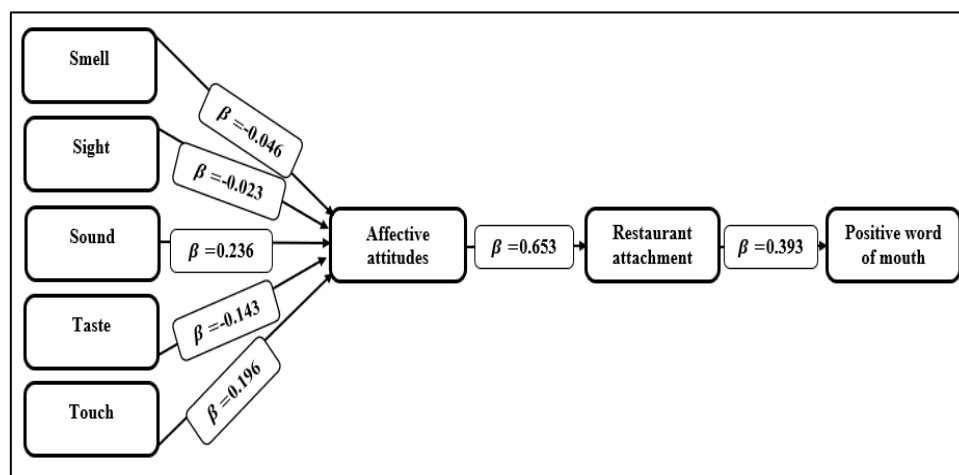 Smell
β =-0.046
Sight
β =-0.023
Sound
β =0.236
Taste
β =-0.143
Touch
β =0.196
Affective
attitudes
β =0.653
Restaurant
attachment
β =0.393
Positive word
of mouth